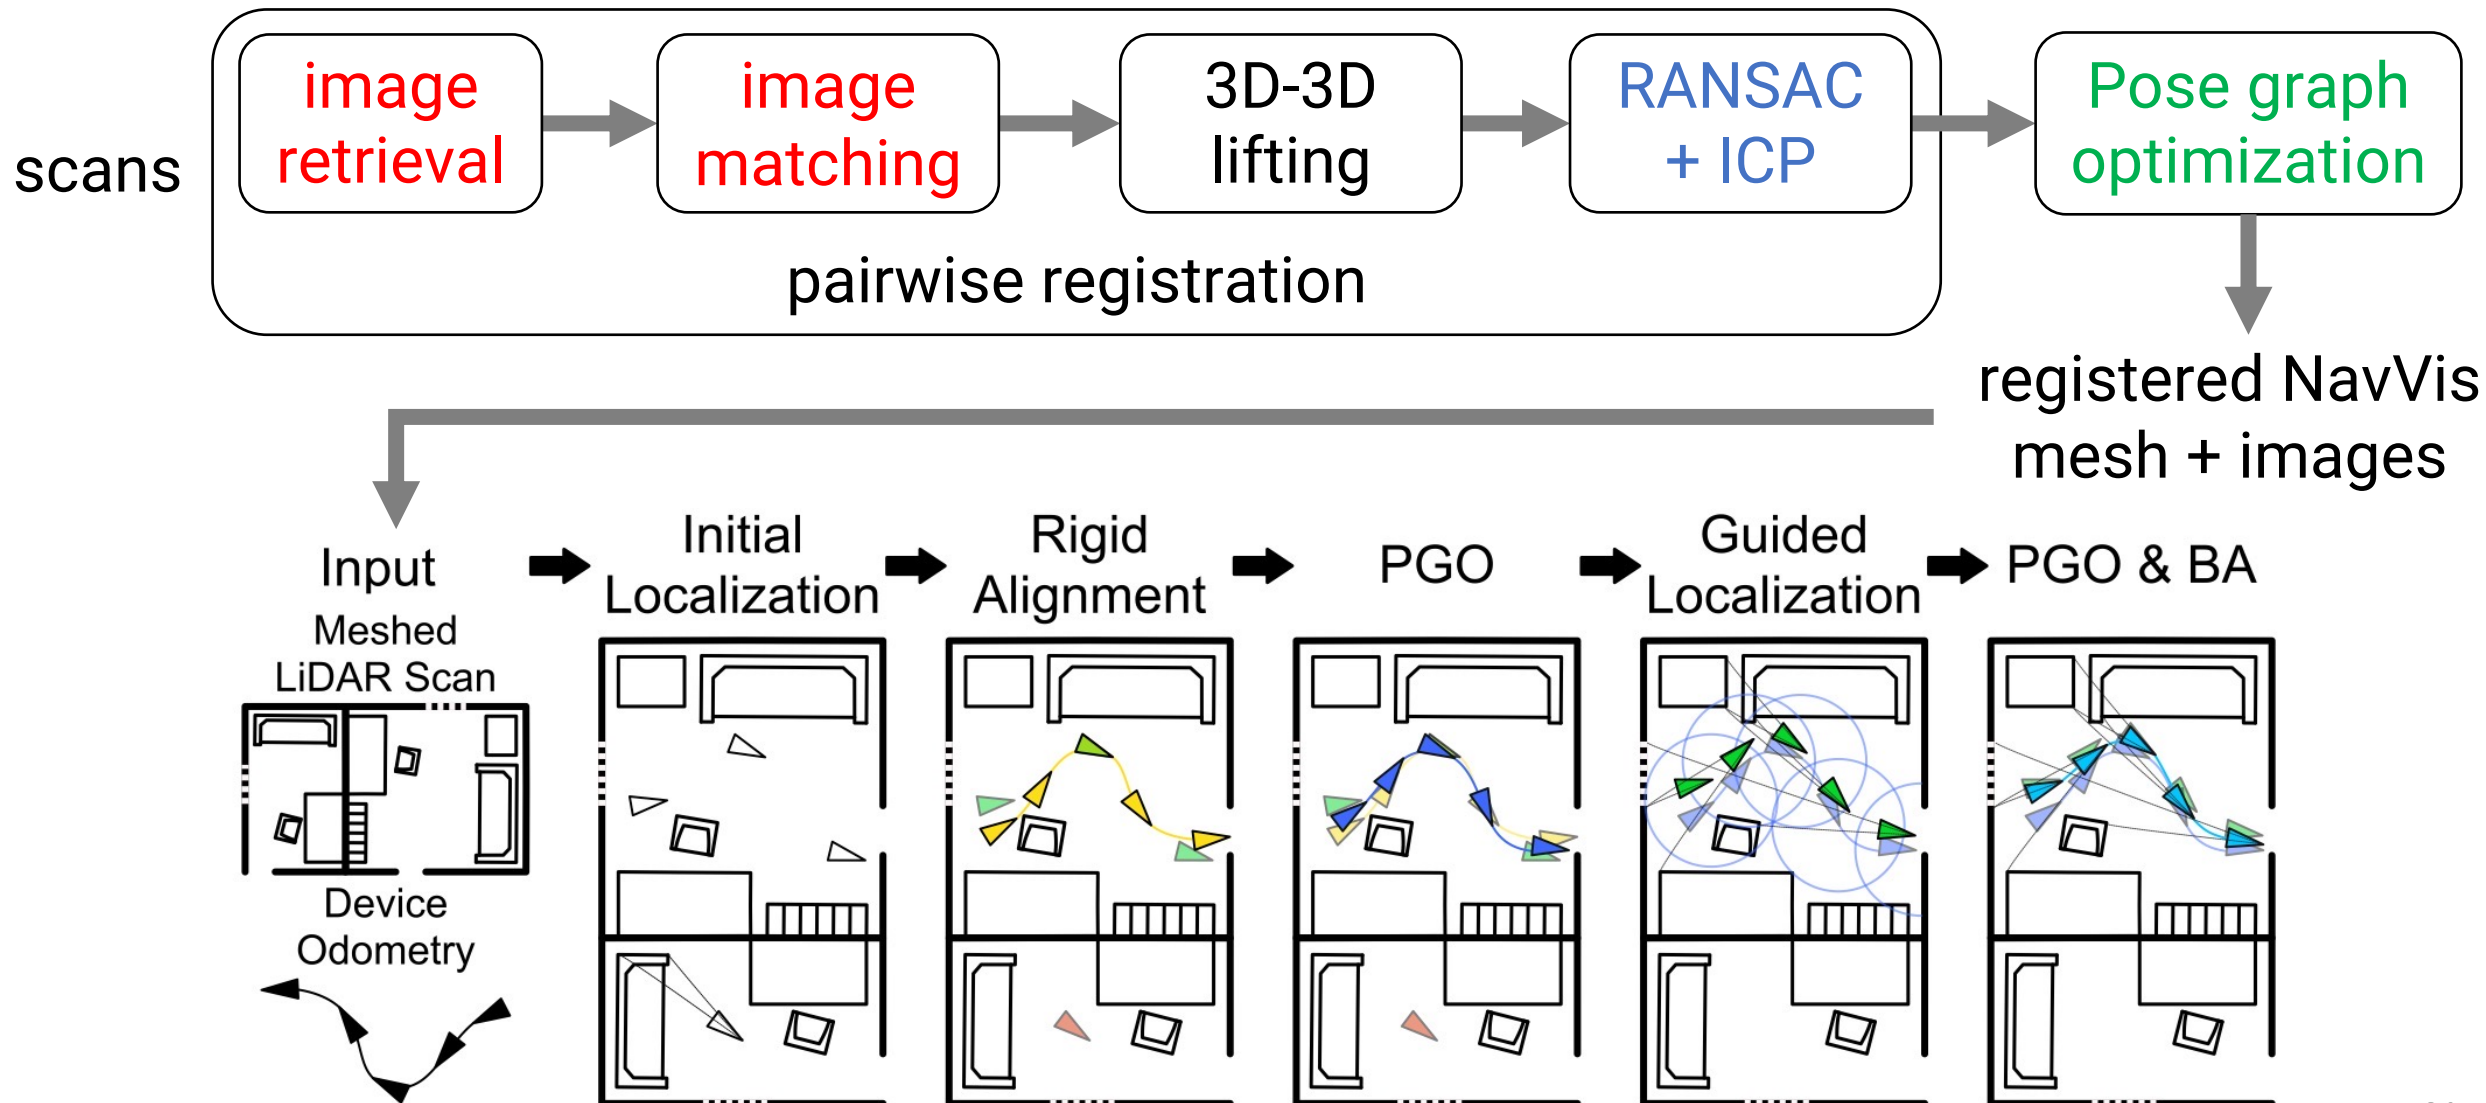 scans
image
retrieval
image
matching
3D-3D
lifting
RANSAC
+ ICP
Pose graph
optimization
pairwise registration
registered NavVis
mesh + images
Input
Meshed
LiDAR Scan
Device
Odometry
Initial
Localization
Rigid
Alignment
PGO
Guided
Localization
PGO & BA